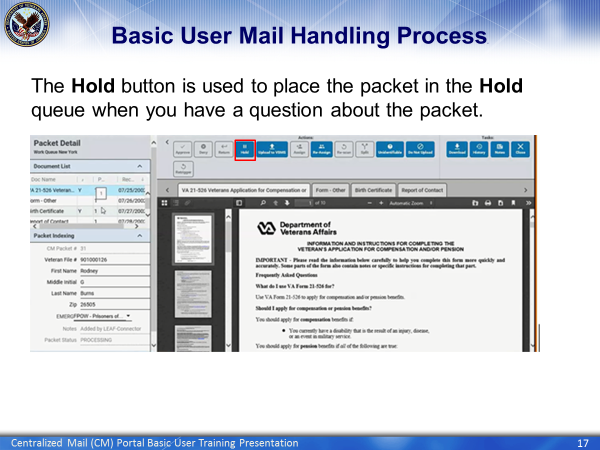 Basic User Mail Handling Process
The Hold button is used to place the packet in the Hold
queue when you have a question about the packet.
Packet Detail
Work Queue New York
Document List
Doc Name
P...
Rec...
A 21-526 Veteran... Y
07/25/200
orm - Other
1
07/26/200
irth Certificate Y 1
07/27/200
eport of Contact
1
07/28/200
Packet Indexing
CM Packet # 31
Veteran File # 901000126
First Name Rodney
Middle Initial G
Last Name Burns
Zip 26505
Notes Added by LEAF-Connector
Packet Status PROCESSING
Actions:
Tasks:
Approve
Deny
Return
Hold
Upload to VBMS
Assign
Re-Assign
Split
Unidentifiable
Do Not Upload
Download
History
Notes
Close
VA 21-526 Veterans Application for Compensation or
Form - Other
Birth Certificate
Report of Contact
1 of 10
Automatic Zoom
Department of
Veterans Affairs
INFORMATION AND INSTRUCTIONS FOR COMPLETING THE
VETERAN'S APPLICATION FOR COMPENSATION AND/OR PENSION
IMPORTANT - Please read the information below carefully to help you complete this form more quickly and
accurately. Some parts of the form also contain notes or specific instructions for completing that part.
Frequently Asked Questions
What do I use VA Form 21-526 for?
Use VA Form 21-526 to apply for compensation and/or pension benefits.
Should I apply for compensation or pension benefits?
You should apply for compensation benefits if:
You currently have a disability that is the result of an injury, disease,
or an event in military service.
You should apply for pension benefits if all of the following are true:
Centralized Mail (CM) Portal Basic User Training Presentation
17